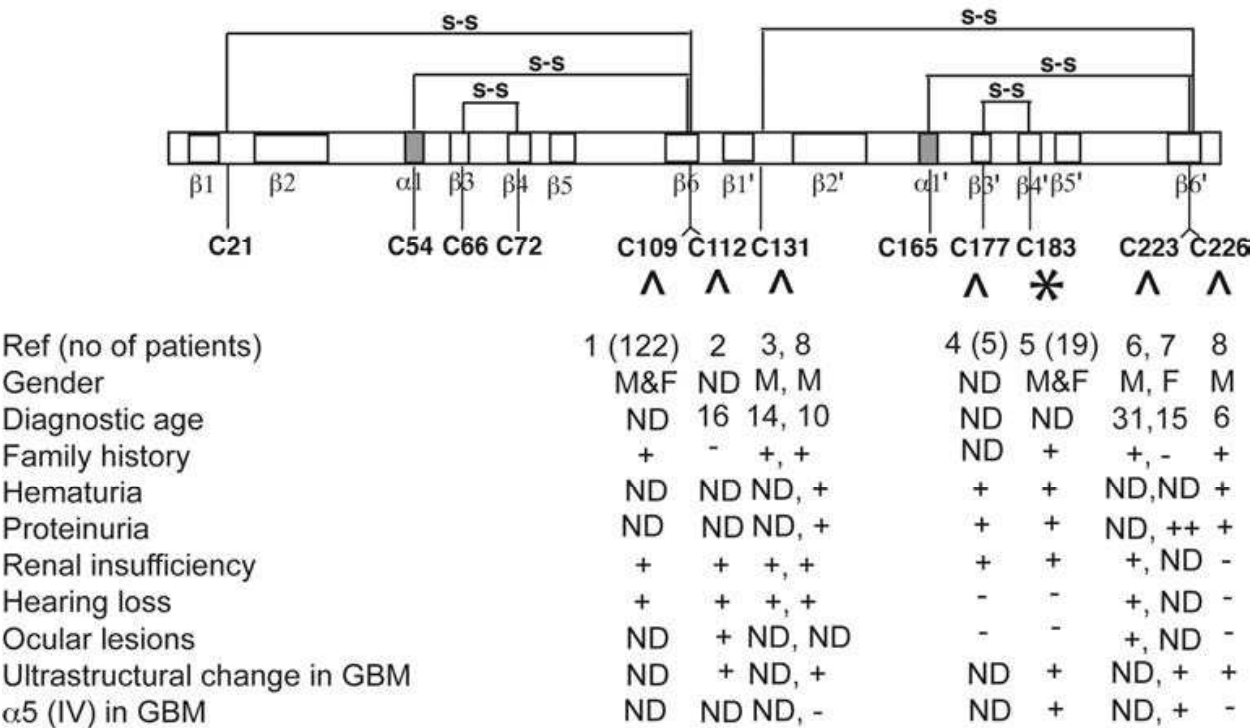 s-s s-s
s-s s-s
s-s s-s
β1 β2 α1 β3 β4 β5 β6 β1' β2' α1' β3' β4' β5' β6'
C21 C54 C66 C72 C109 C112 C131 C165 C177 C183 C223 C226
^ ^ ^ ^ * ^ ^
Ref (no of patients) 1 (122) 2 3, 8 4 (5) 5 (19) 6, 7 8
Gender M&F ND M, M ND M&F M, F M
Diagnostic age ND 16 14, 10 ND ND 31,15 6
Family history + - +, + ND + +, - +
Hematuria ND ND ND, + + + ND,ND +
Proteinuria ND ND ND, + + + ND, ++ +
Renal insufficiency + + +, + + + +, ND -
Hearing loss + + +, + - - +, ND -
Ocular lesions ND + ND, ND - - +, ND -
Ultrastructural change in GBM ND + ND, + ND + ND, + +
α5 (IV) in GBM ND ND ND, - ND + ND, + -